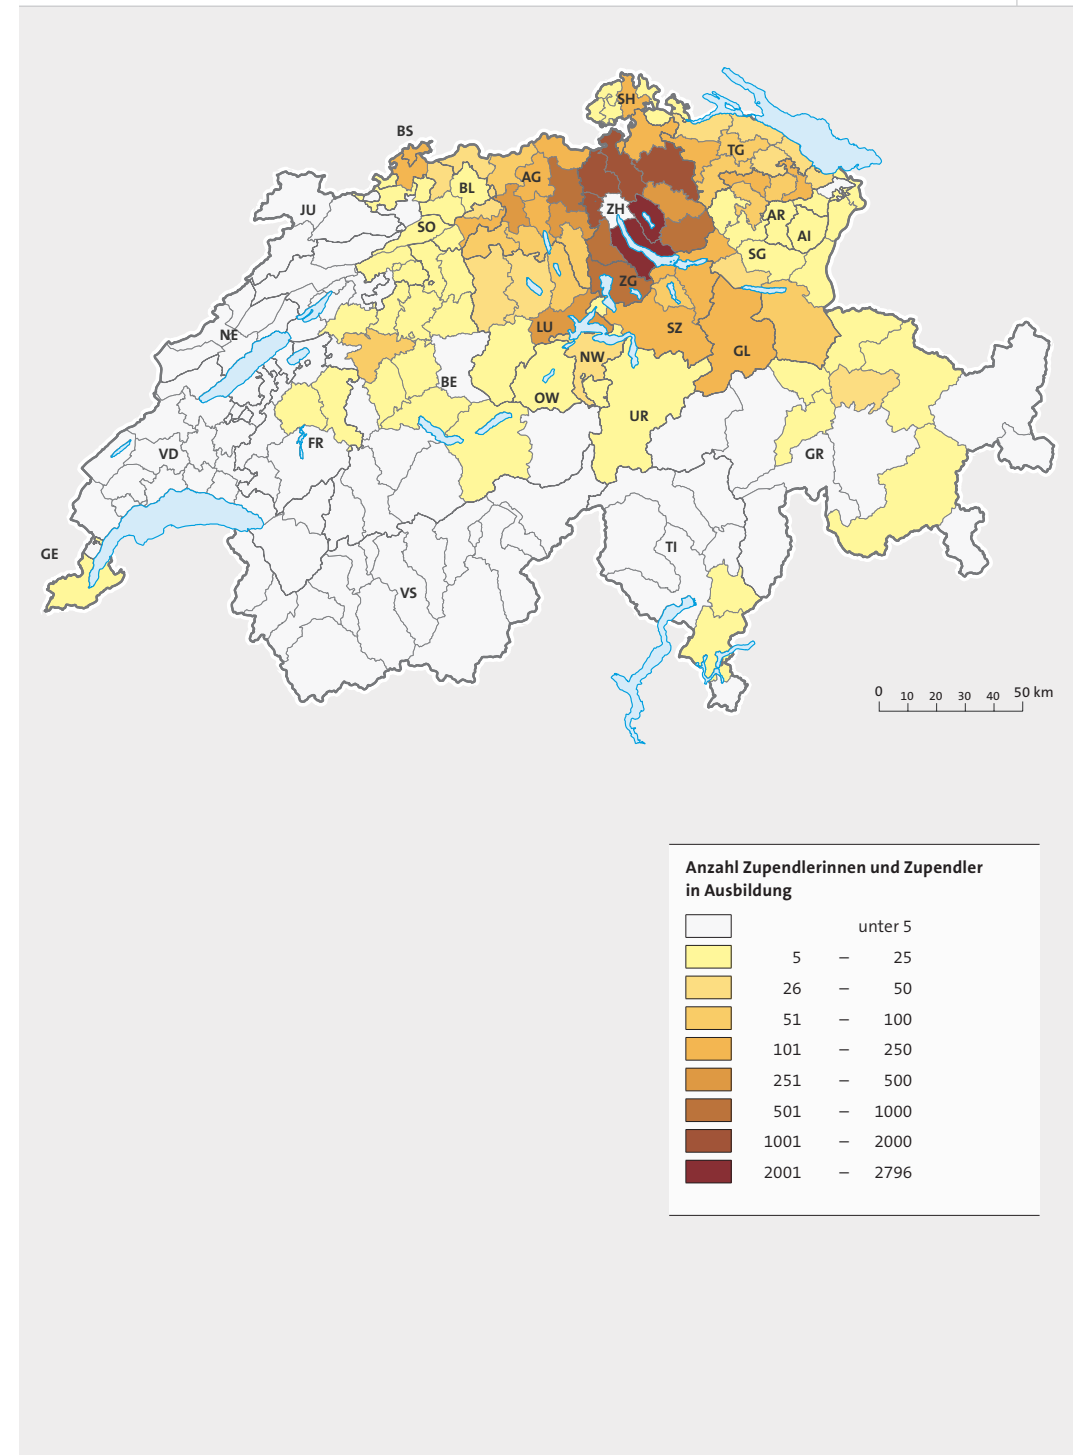 SH
BS
TG
AG
BL
JU
ZH
AR
SO
AI
SG
ZG
LU
SZ
NE
GL
NW
BE
OW
UR
FR
VD
GR
TI
GE
VS
0 10 20 30 40 50 km
Anzahl Zupendlerinnen und Zupendler
in Ausbildung
unter 5
5 – 25
26 – 50
51 – 100
101 – 250
251 – 500
501 – 1000
1001 – 2000
2001 – 2796